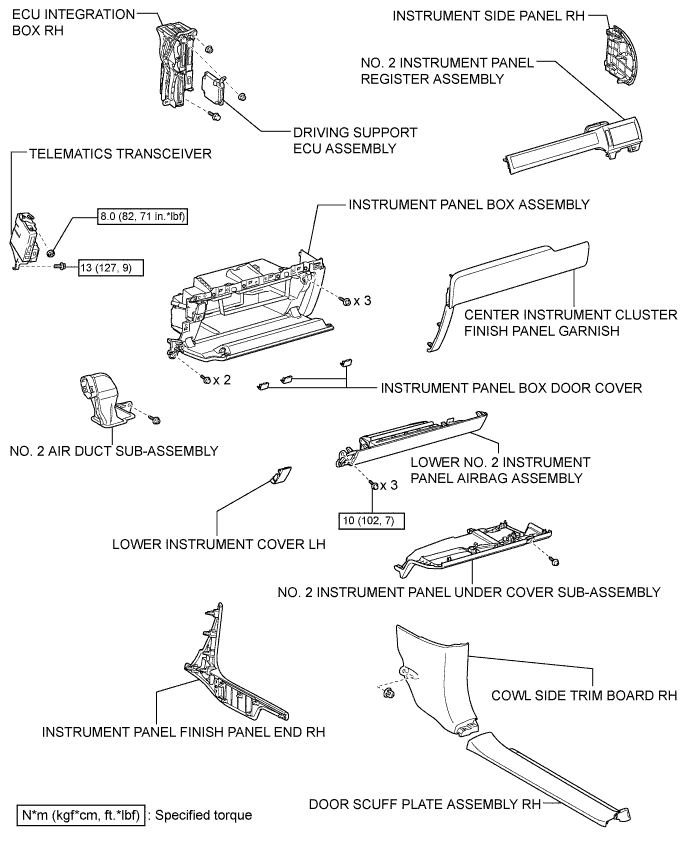 ECU INTEGRATION
BOX RH
INSTRUMENT SIDE PANEL RH
NO. 2 INSTRUMENT PANEL
REGISTER ASSEMBLY
DRIVING SUPPORT
ECU ASSEMBLY
TELEMATICS TRANSCEIVER
8.0 (82, 71 in.*lbf)
13 (127, 9)
INSTRUMENT PANEL BOX ASSEMBLY
x 3
CENTER INSTRUMENT CLUSTER
FINISH PANEL GARNISH
x 2
INSTRUMENT PANEL BOX DOOR COVER
NO. 2 AIR DUCT SUB-ASSEMBLY
LOWER NO. 2 INSTRUMENT
PANEL AIRBAG ASSEMBLY
x 3
10 (102, 7)
LOWER INSTRUMENT COVER LH
NO. 2 INSTRUMENT PANEL UNDER COVER SUB-ASSEMBLY
COWL SIDE TRIM BOARD RH
INSTRUMENT PANEL FINISH PANEL END RH
DOOR SCUFF PLATE ASSEMBLY RH
N*m (kgf*cm, ft.*lbf) : Specified torque